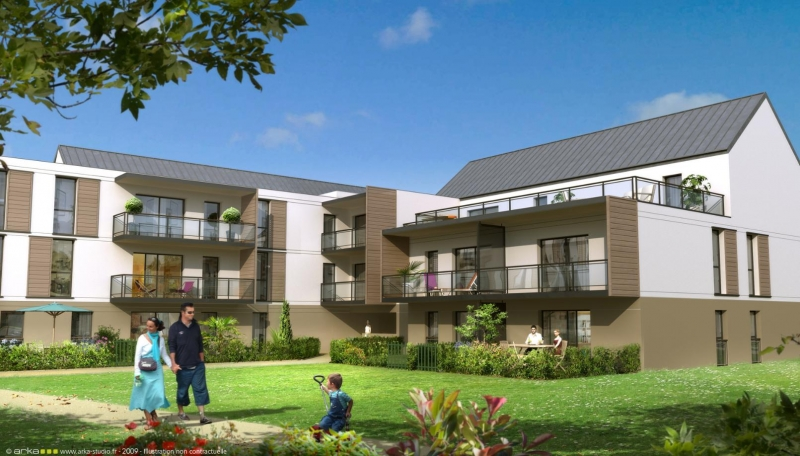 © arka www.arka-studio.fr - 2009 - Illustration non contractuelle